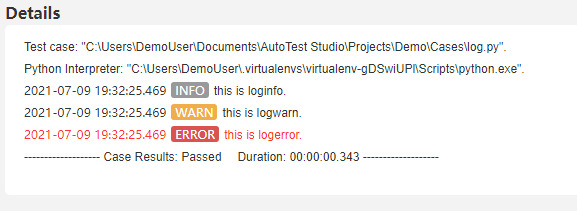 Details
Test case: "C:\Users\DemoUser\Documents\AutoTest Studio\Projects\Demo\Cases\log.py".
Python Interpreter: "C:\Users\DemoUser\.virtualenvs\virtualenv-gDSwiUPI\Scripts\python.exe".
2021-07-09 19:32:25.469 INFO this is loginfo.
2021-07-09 19:32:25.469 WARN this is logwarn.
2021-07-09 19:32:25.469 ERROR this is logerror.
------------------- Case Results: Passed Duration: 00:00:00.343 -------------------